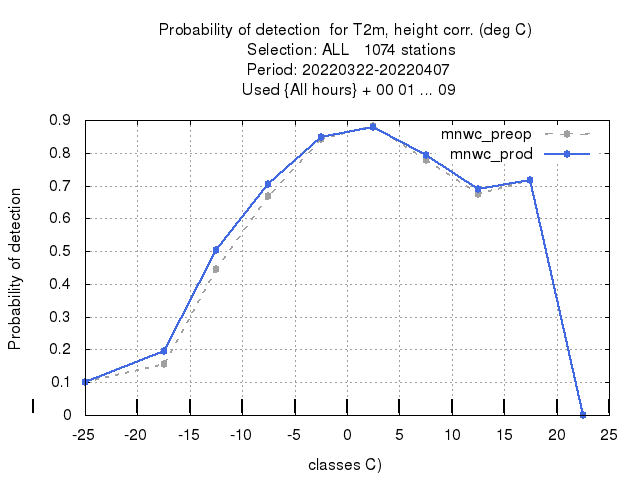 Probability of detection  for T2m, height corr. (deg C)
Selection: ALL   1074 stations
Period: 20220322-20220407
Used {All hours} + 00 01 ... 09
mnwc_preop
mnwc_prod
Probability of detection
0.9
0.8
0.7
0.6
0.5
0.4
0.3
0.2
0.1
0
-25 -20 -15 -10 -5 0 5 10 15 20 25
classes C)